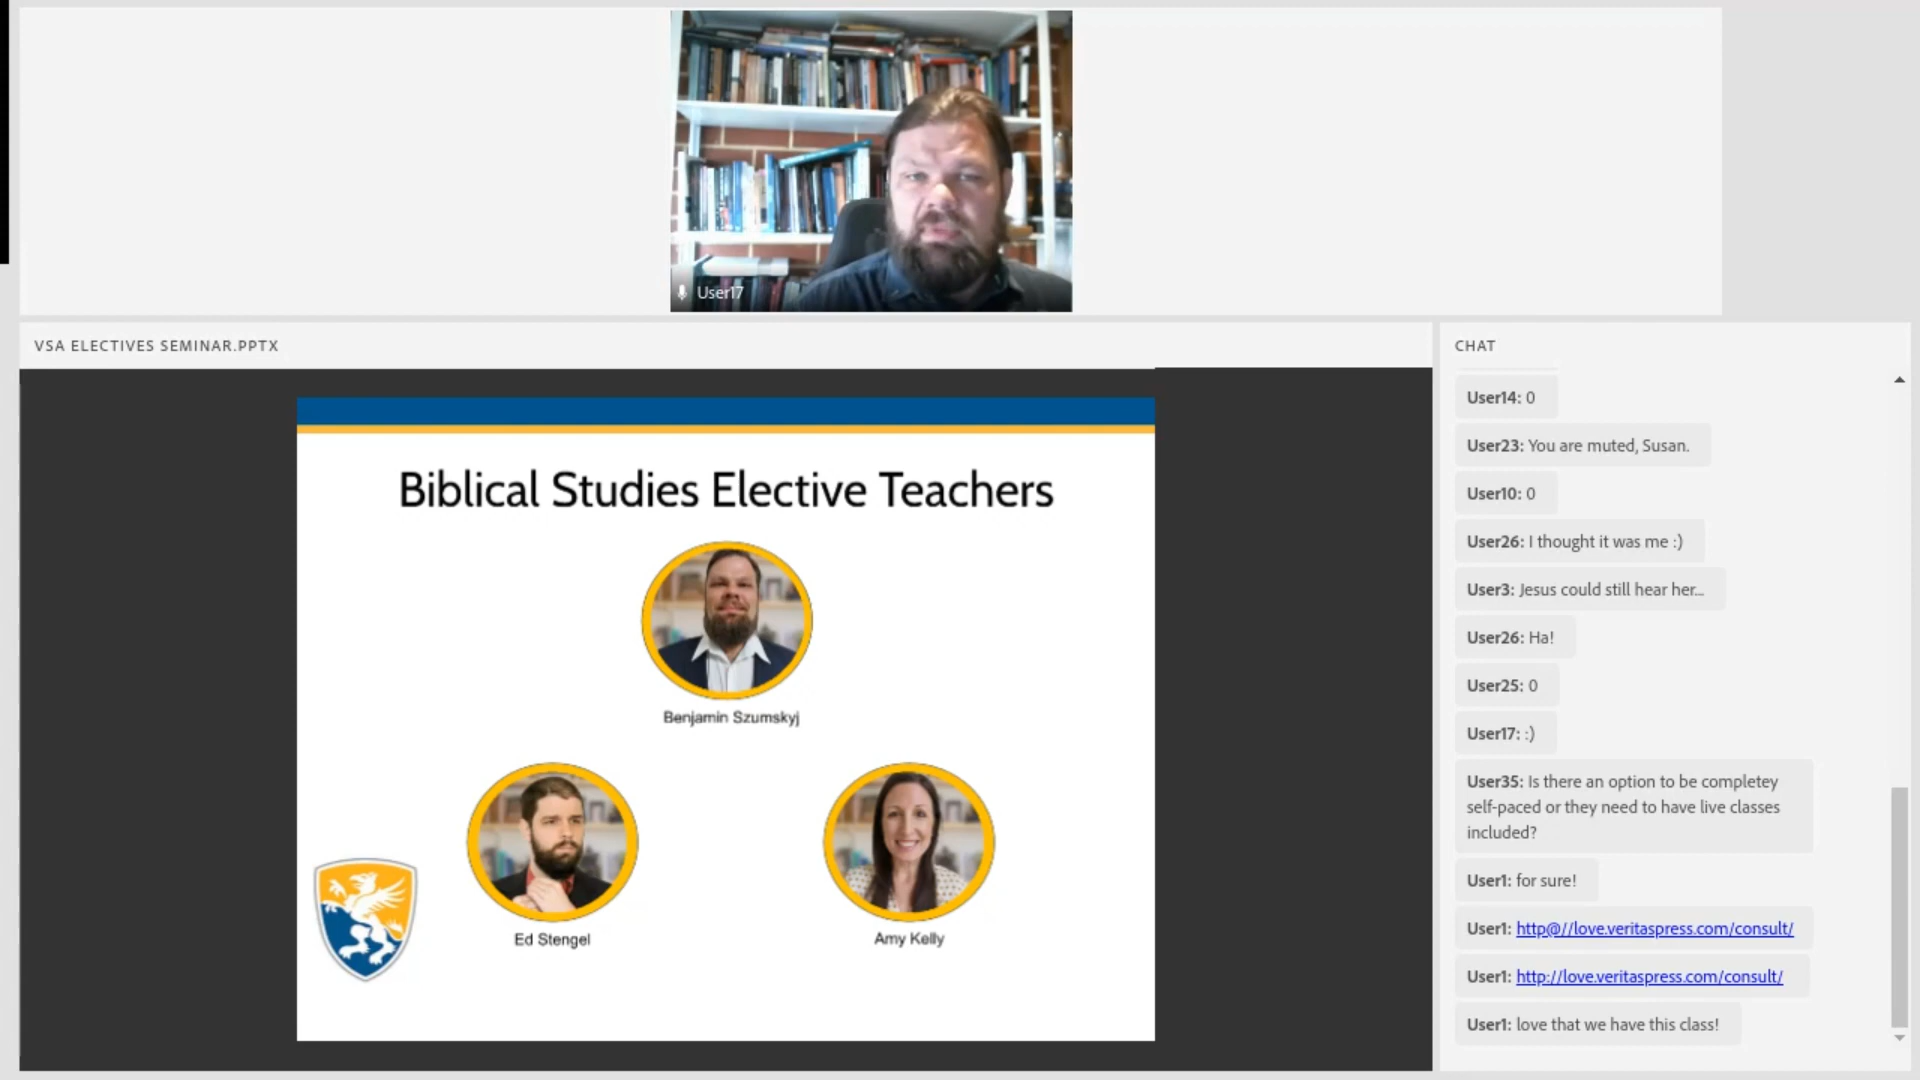 User17
VSA ELECTIVES SEMINAR.PPTX
Biblical Studies Elective Teachers
Benjamin Szumskyj
Ed Stengel
Amy Kelly
CHAT
User14: 0
User23: You are muted, Susan.
User10: 0
User26: I thought it was me :)
User3: Jesus could still hear her...
User26: Ha!
User25: 0
User17: :)
User35: Is there an option to be completey
self-paced or they need to have live classes
included?
User1: for sure!
User1: http@//love.veritaspress.com/consult/
User1: http://love.veritaspress.com/consult/
User1: love that we have this class!